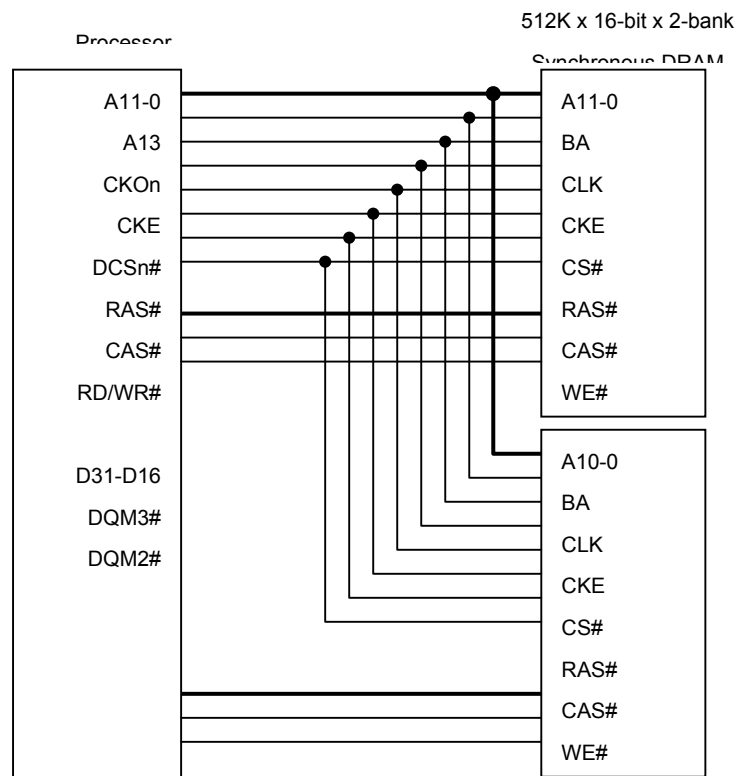 512K x 16-bit x 2-bank
Processor
Synchronous DRAM
A11-0
A13
CKOn
CKE
DCSn#
RAS#
CAS#
RD/WR#
D31-D16
DQM3#
DQM2#
A11-0
BA
CLK
CKE
CS#
RAS#
CAS#
WE#
A10-0
BA
CLK
CKE
CS#
RAS#
CAS#
WE#